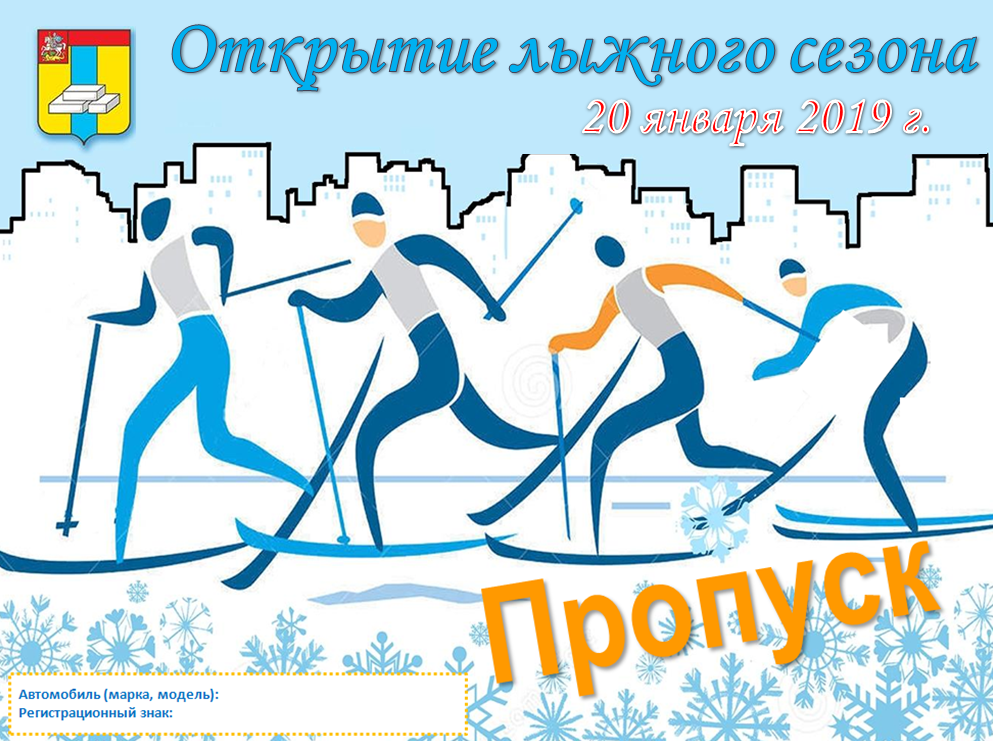 Открытие лыжного сезона
20 января 2019 г.
Пропуск
Автомобиль (марка, модель):
Регистрационный знак: